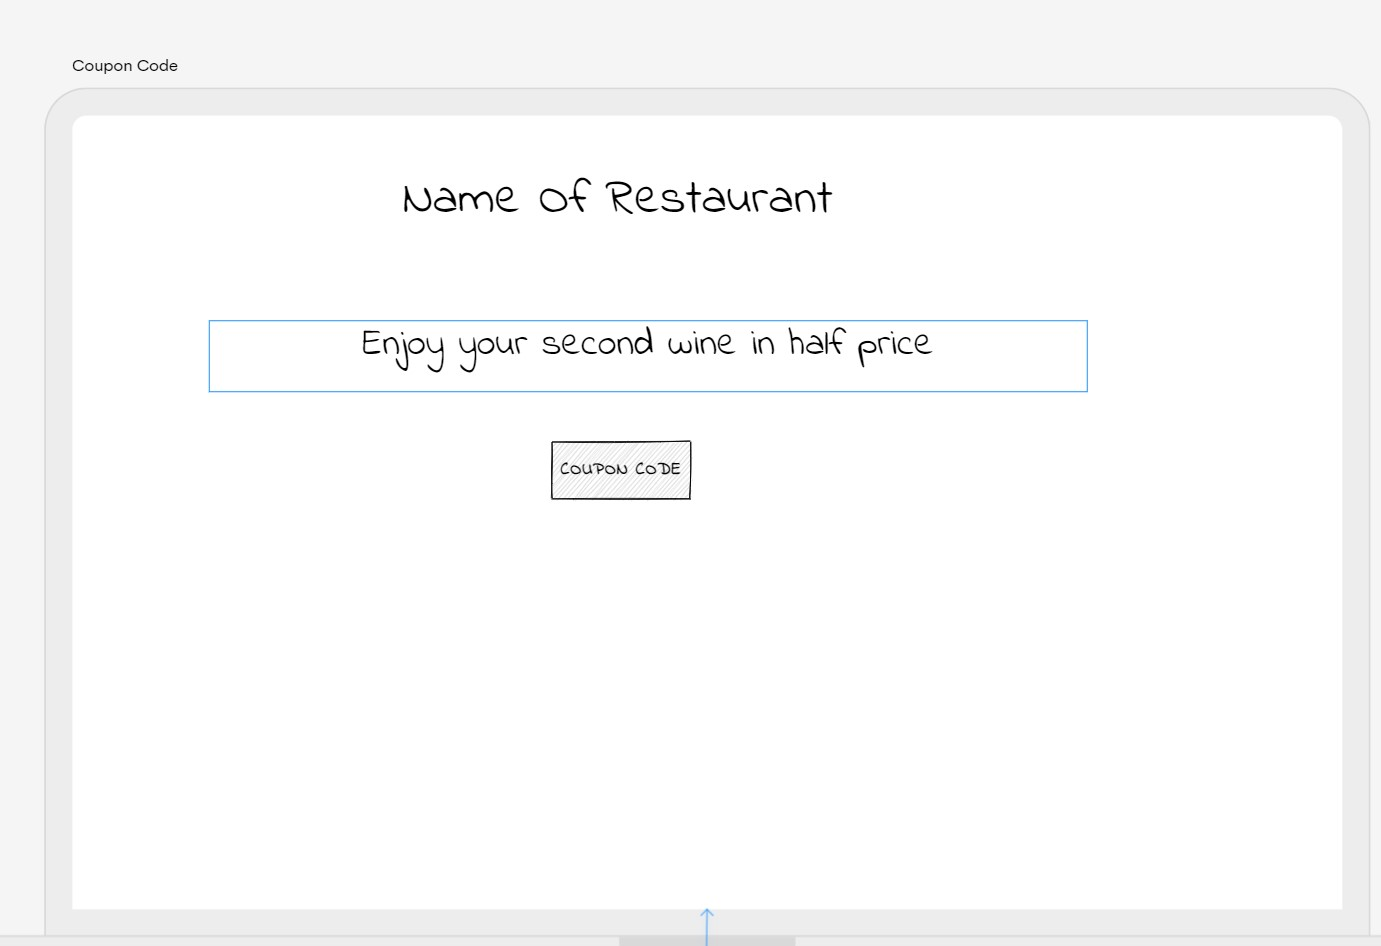 Coupon Code
Name Of Restaurant
Enjoy your second wine in half price
COUPON CODE